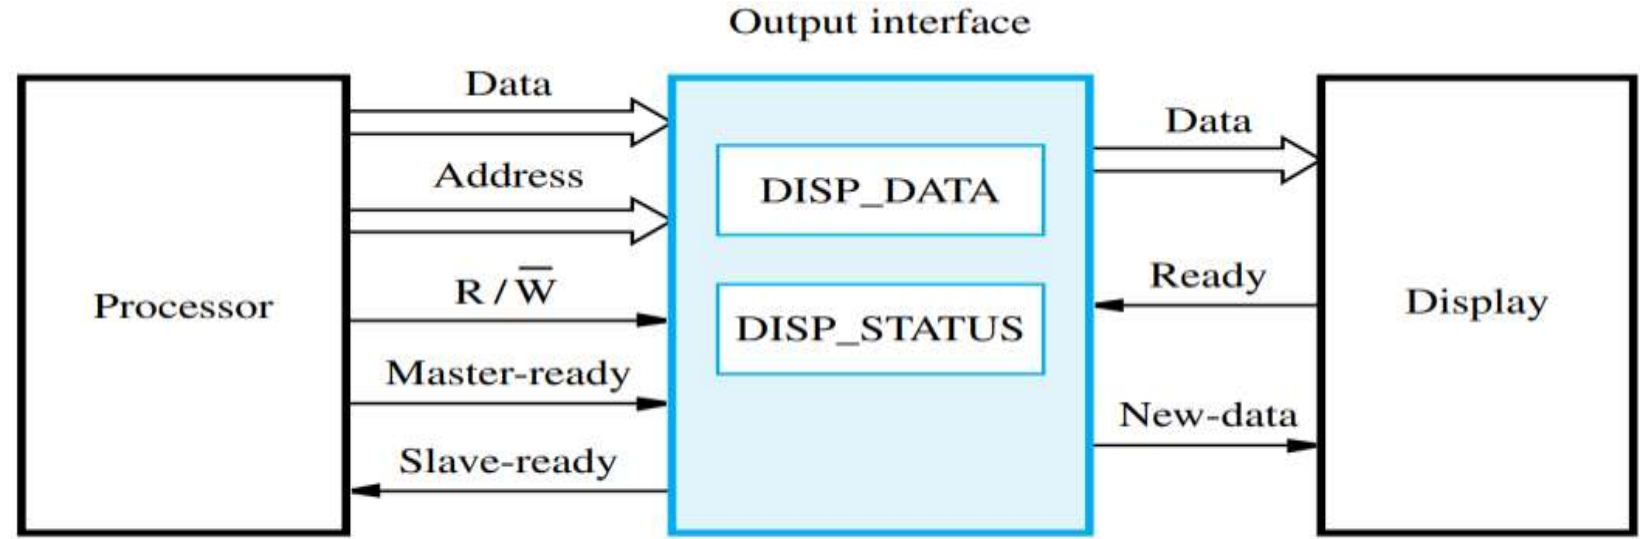 Output interface
Data
Address
R / W̅
Master-ready
Slave-ready
Processor
DISP_DATA
DISP_STATUS
Data
Ready
New-data
Display